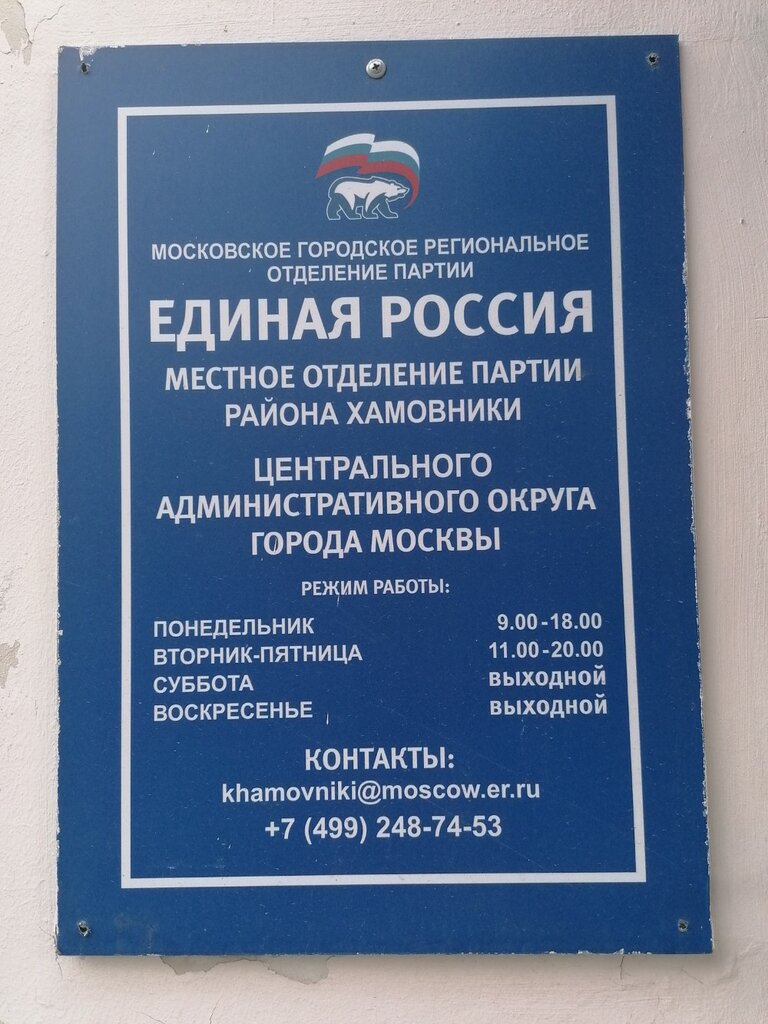 МОСКОВСКОЕ ГОРОДСКОЕ РЕГИОНАЛЬНОЕ
ОТДЕЛЕНИЕ ПАРТИИ
ЕДИНАЯ РОССИЯ
МЕСТНОЕ ОТДЕЛЕНИЕ ПАРТИИ
РАЙОНА ХАМОВНИКИ
ЦЕНТРАЛЬНОГО
АДМИНИСТРАТИВНОГО ОКРУГА
ГОРОДА МОСКВЫ
РЕЖИМ РАБОТЫ:
ПОНЕДЕЛЬНИК 9.00-18.00
ВТОРНИК-ПЯТНИЦА 11.00-20.00
СУББОТА ВЫХОДНОЙ
ВОСКРЕСЕНЬЕ ВЫХОДНОЙ
КОНТАКТЫ:
khamovniki@moscow.er.ru
+7 (499) 248-74-53